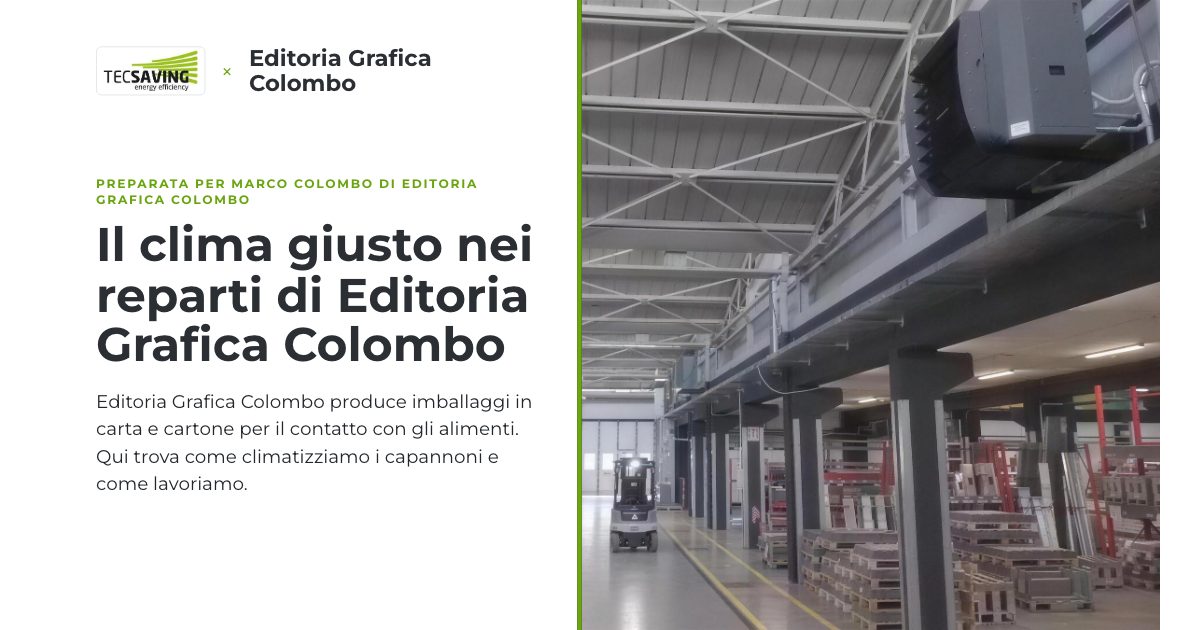 TECSAVING
energy efficiency
×
Editoria Grafica
Colombo
PREPARATA PER MARCO COLOMBO DI EDITORIA
GRAFICA COLOMBO
Il clima giusto nei
reparti di Editoria
Grafica Colombo
Editoria Grafica Colombo produce imballaggi in
carta e cartone per il contatto con gli alimenti.
Qui trova come climatizziamo i capannoni e
come lavoriamo.